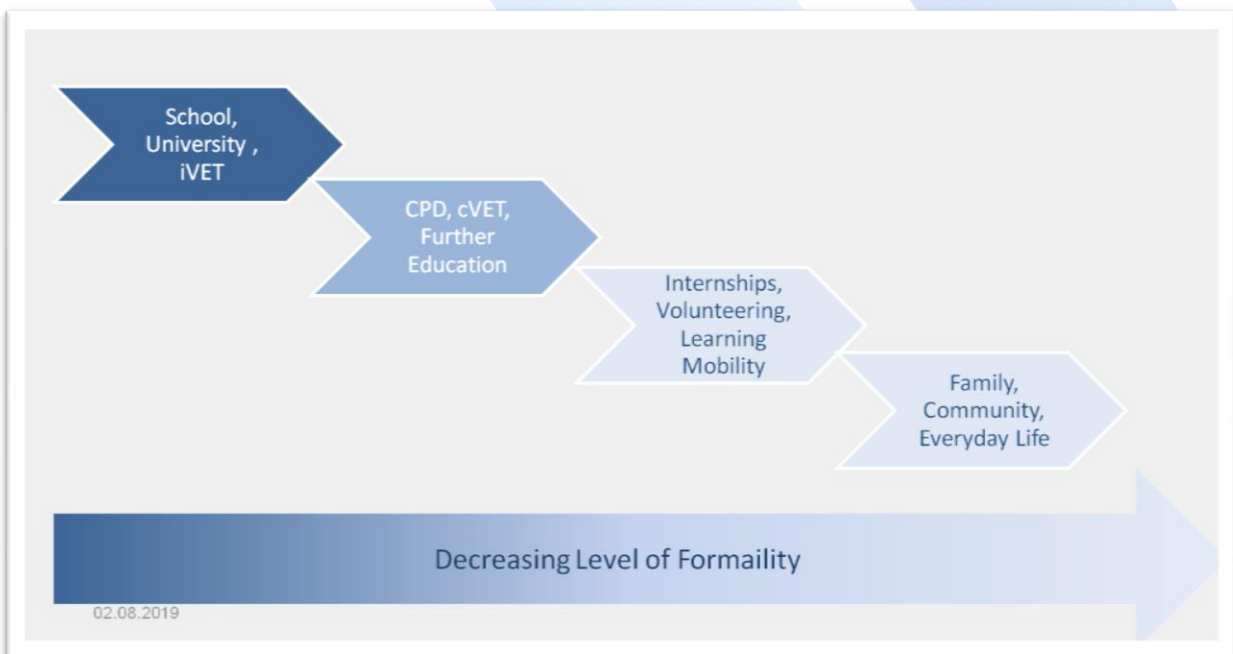 School,
University ,
iVET
CPD, cVET,
Further
Education
Internships,
Volunteering,
Learning
Mobility
Family,
Community,
Everyday Life
Decreasing Level of Formaility
02.08.2019